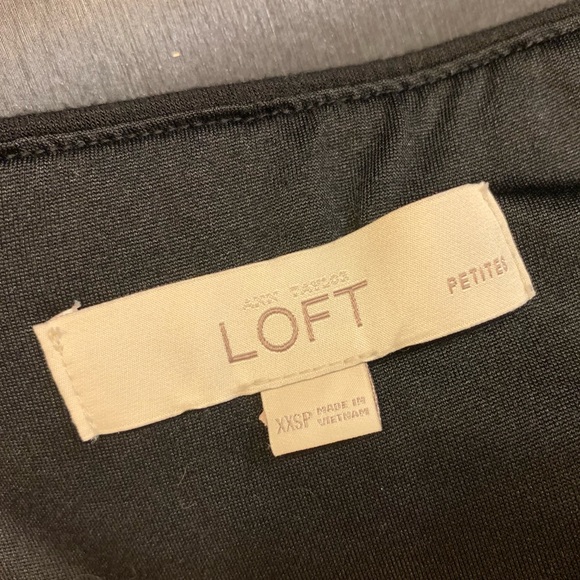 ANN TAYLOR
LOFT
PETITES
XXSP
MADE IN
VIETNAM